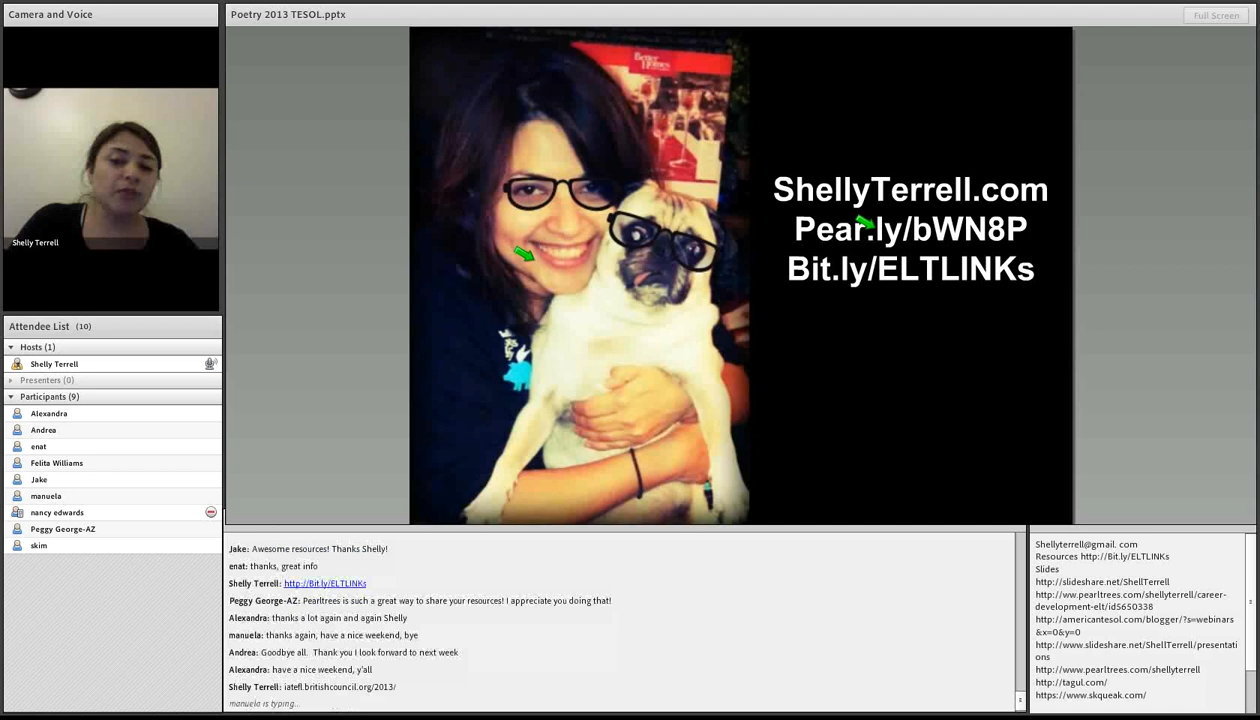 Camera and Voice
Shelly Terrell
Attendee List (10)
Hosts (1)
Shelly Terrell
Presenters (0)
Participants (9)
Alexandra
Andrea
enat
Felita Williams
Jake
manuela
nancy edwards
Peggy George-AZ
skim
Poetry 2013 TESOL.pptx
Full Screen
Better Homes
ShellyTerrell.com
Pear.ly/bWN8P
Bit.ly/ELTLINKs
Jake: Awesome resources! Thanks Shelly!
enat: thanks, great info
Shelly Terrell: http://Bit.ly/ELTLINKs
Peggy George-AZ: Pearltrees is such a great way to share your resources! I appreciate you doing that!
Alexandra: thanks a lot again and again Shelly
manuela: thanks again, have a nice weekend, bye
Andrea: Goodbye all. Thank you I look forward to next week
Alexandra: have a nice weekend, y'all
Shelly Terrell: iatefl.britishcouncil.org/2013/
manuela is typing...
Shellyterrell@gmail. com
Resources http://Bit.ly/ELTLINKs
Slides
http://slideshare.net/ShellTerrell
http://ww.pearltrees.com/shellyterrell/career-
development-elt/id5650338
http://americantesol.com/blogger/?s=webinars
&x=0&y=0
http://www.slideshare.net/ShellTerrell/presentati
ons
http://www.pearltrees.com/shellyterrell
http://tagul.com/
https://www.skqueak.com/